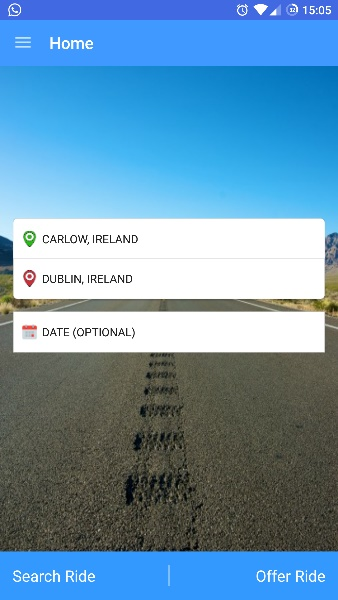 15:05
Home
CARLOW, IRELAND
DUBLIN, IRELAND
DATE (OPTIONAL)
Search Ride
Offer Ride